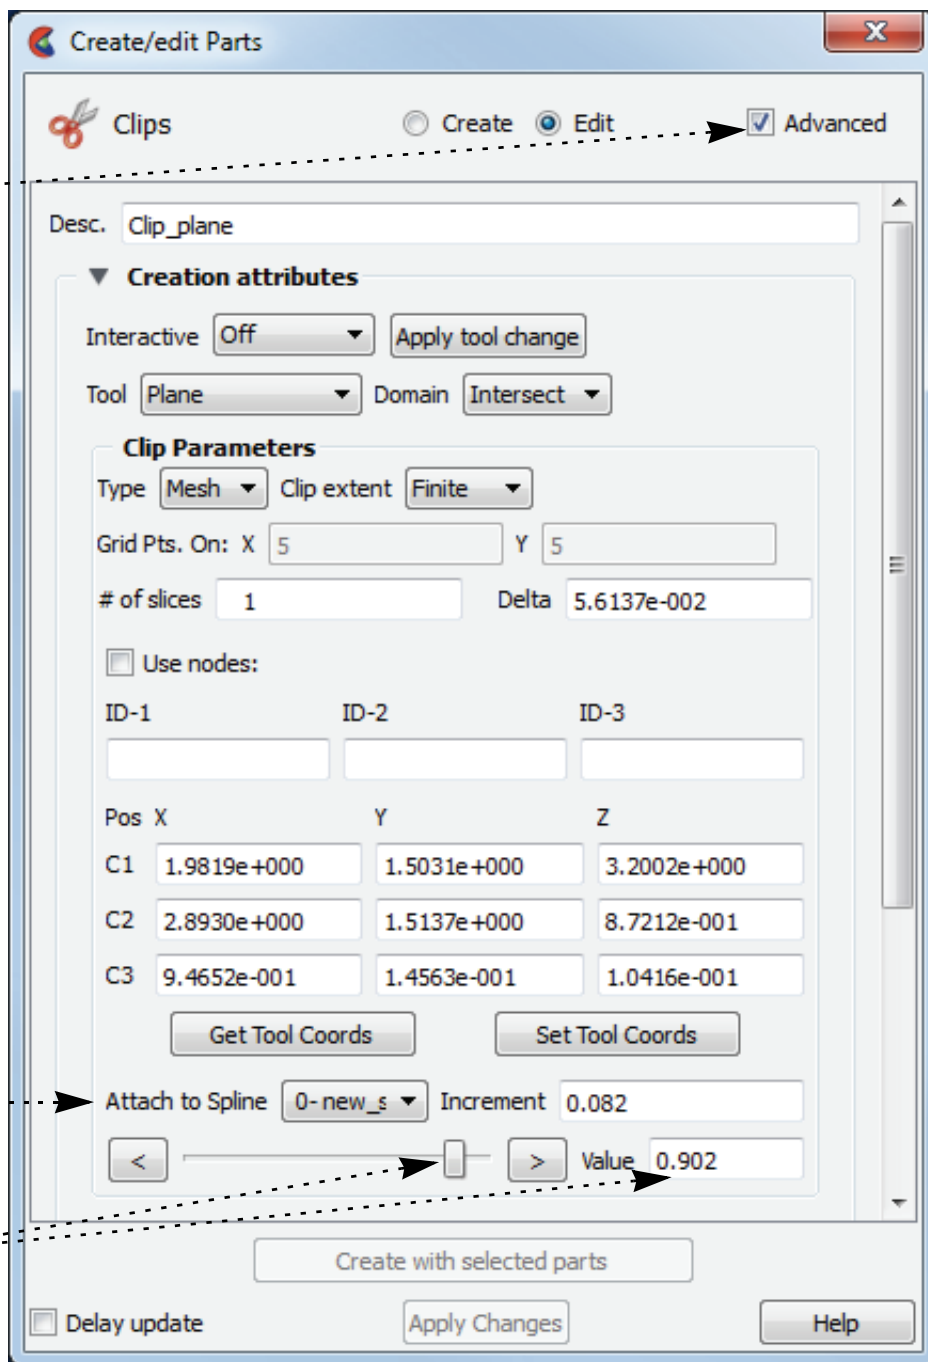 Create/edit Parts
x
Clips Create Edit Advanced
Desc. Clip_plane
Creation attributes
Interactive Off Apply tool change
Tool Plane Domain Intersect
Clip Parameters
Type Mesh Clip extent Finite
Grid Pts. On: X 5 Y 5
# of slices 1 Delta 5.6137e-002
Use nodes:
ID-1 ID-2 ID-3
Pos X Y Z
C1 1.9819e+000 1.5031e+000 3.2002e+000
C2 2.8930e+000 1.5137e+000 8.7212e-001
C3 9.4652e-001 1.4563e-001 1.0416e-001
Get Tool Coords Set Tool Coords
Attach to Spline 0- new_s Increment 0.082
< > Value 0.902
Create with selected parts
Delay update Apply Changes Help